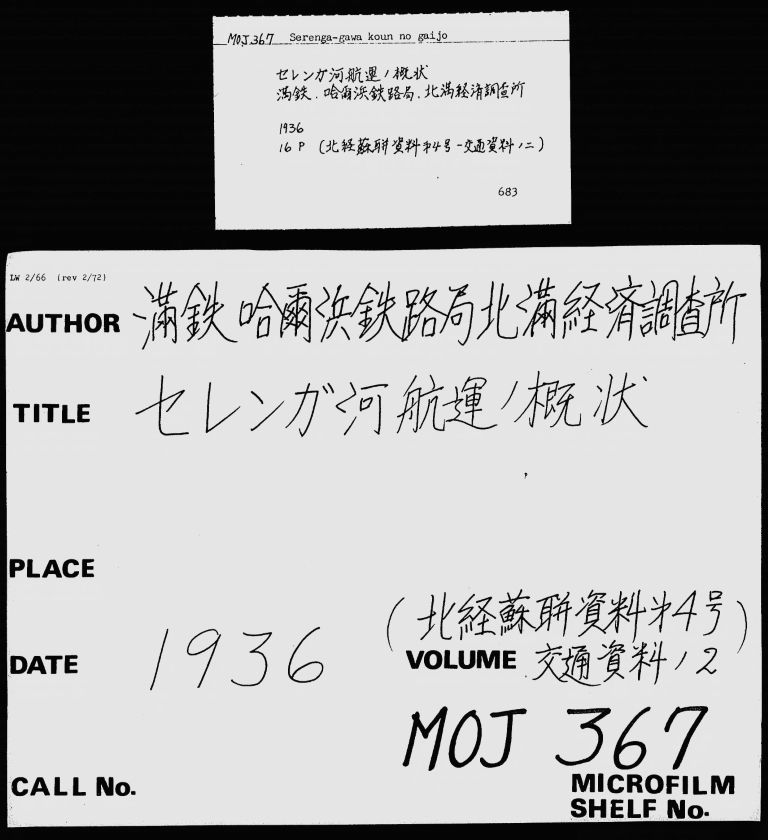 MOJ 367 Serenga-gawa koun no gaijo
セレンガ河航運ノ概状
満鉄.哈爾浜鉄路局.北満経済調査所
1936
16 P (北経蘇聯資料第4号-交通資料ノ二)
683
LW 2/66 (rev 2/72)
AUTHOR 満鉄 哈爾浜鉄路局北満経済調査所
TITLE セレンガ河航運ノ概状
PLACE
(北経蘇聯資料第4号)
DATE 1936 VOLUME 交通資料ノ2
MOJ 367
CALL No. MICROFILM
SHELF No.